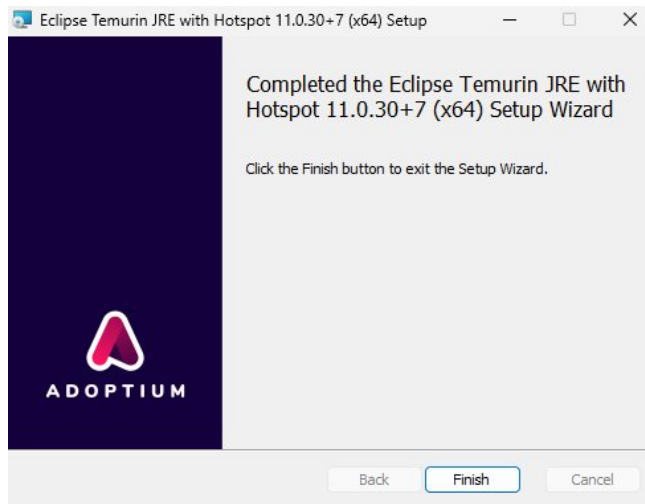 Eclipse Temurin JRE with Hotspot 11.0.30+7 (x64) Setup
Completed the Eclipse Temurin JRE with
Hotspot 11.0.30+7 (x64) Setup Wizard
Click the Finish button to exit the Setup Wizard.
ADOPTIUM
Back
Finish
Cancel